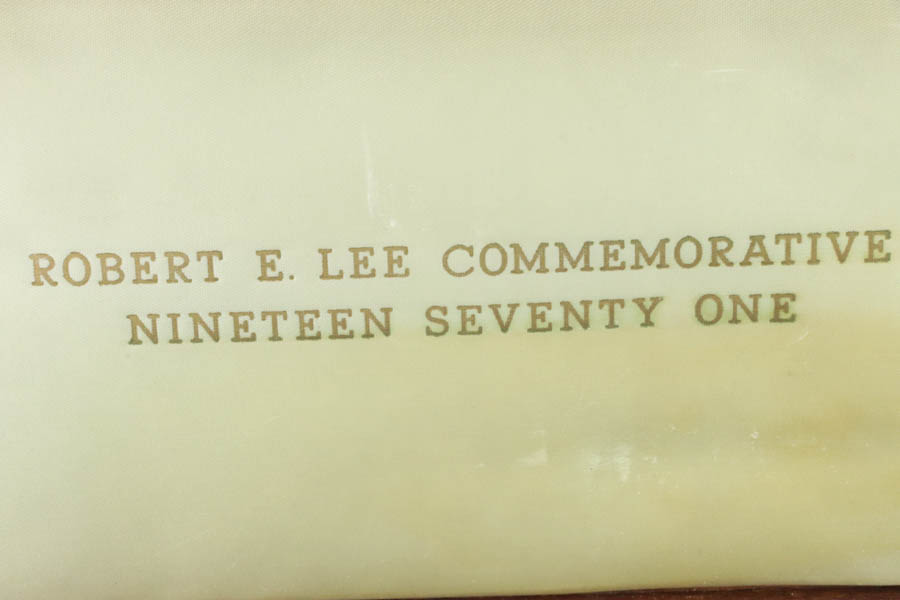 ROBERT E. LEE COMMEMORATIVE
NINETEEN SEVENTY ONE